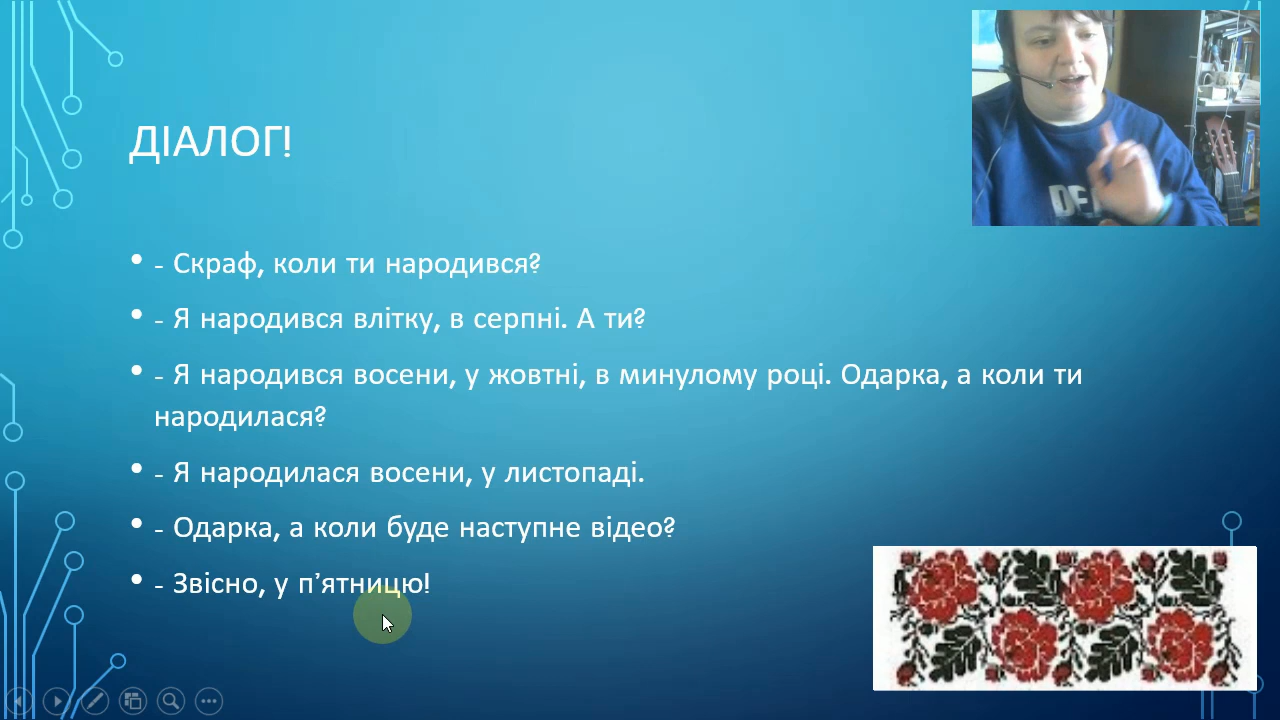 ДІАЛОГ!
- Скраф, коли ти народився?
- Я народився влітку, в серпні. А ти?
- Я народився восени, у жовтні, в минулому році. Одарка, а коли ти
народилася?
- Я народилася восени, у листопаді.
- Одарка, а коли буде наступне відео?
- Звісно, у п’ятницю!